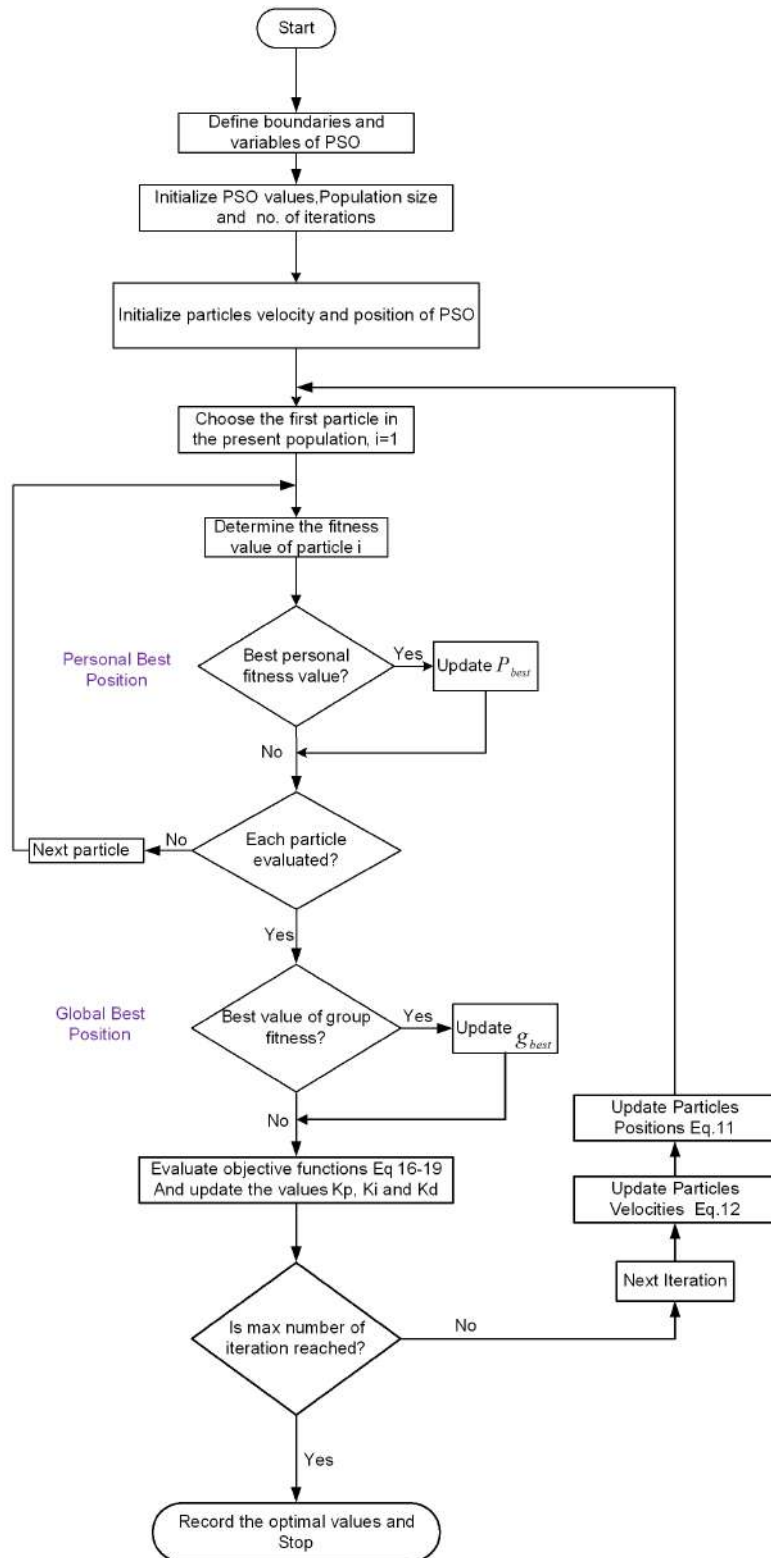 Start
Define boundaries and
variables of PSO
Initialize PSO values,Population size
and no. of iterations
Initialize particles velocity and position of PSO
Choose the first particle in
the present population, i=1
Determine the fitness
value of particle i
Personal Best
Position
Best personal
fitness value?
Yes
Update P_best
No
Each particle
evaluated?
No
Next particle
Yes
Global Best
Position
Best value of group
fitness?
Yes
Update g_best
No
Evaluate objective functions Eq 16-19
And update the values Kp, Ki and Kd
Is max number of
iteration reached?
No
Next Iteration
Update Particles
Velocities Eq.12
Update Particles
Positions Eq.11
Yes
Record the optimal values and
Stop